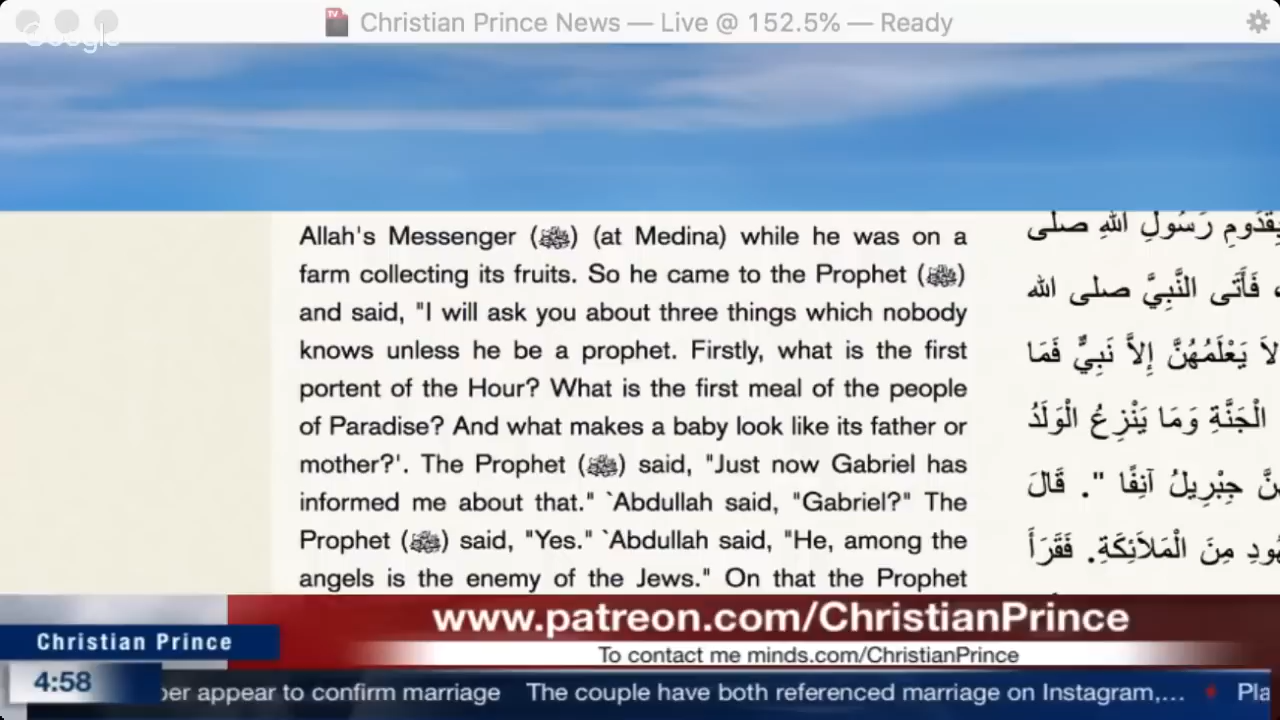 Christian Prince News — Live @ 152.5% — Ready
Google
Allah's Messenger (ﷺ) (at Medina) while he was on a
farm collecting its fruits. So he came to the Prophet (ﷺ)
and said, "I will ask you about three things which nobody
knows unless he be a prophet. Firstly, what is the first
portent of the Hour? What is the first meal of the people
of Paradise? And what makes a baby look like its father or
mother?'. The Prophet (ﷺ) said, "Just now Gabriel has
informed me about that." `Abdullah said, "Gabriel?" The
Prophet (ﷺ) said, "Yes." `Abdullah said, "He, among the
angels is the enemy of the Jews." On that the Prophet
رَسُولِ اللَّهِ صلى
فَأَتَى النَّبِيَّ صلى الله
لاَ يَعْلَمُهُنَّ إِلاَّ نَبِيٌّ فَمَا
الْجَنَّةِ وَمَا يَنْزِعُ الْوَلَدُ
جِبْرِيلُ آنِفًا ". قَالَ
مِنَ الْمَلاَئِكَةِ. فَقَرَأَ
www.patreon.com/ChristianPrince
Christian Prince
To contact me minds.com/ChristianPrince
4:58
ber appear to confirm marriage The couple have both referenced marriage on Instagram,... Pla